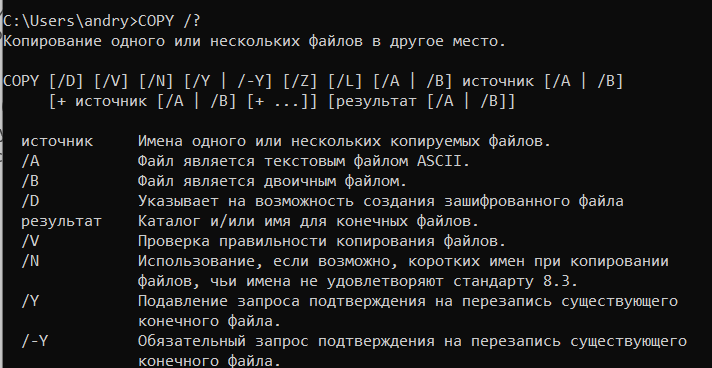 C:\Users\andry>COPY /?
Копирование одного или нескольких файлов в другое место.
COPY [/D] [/V] [/N] [/Y | /-Y] [/Z] [/L] [/A | /B] источник [/A | /B]
[+ источник [/A | /B] [+ ...]] [результат [/A | /B]]
источник Имена одного или нескольких копируемых файлов.
/A Файл является текстовым файлом ASCII.
/B Файл является двоичным файлом.
/D Указывает на возможность создания зашифрованного файла
результат Каталог и/или имя для конечных файлов.
/V Проверка правильности копирования файлов.
/N Использование, если возможно, коротких имен при копировании
файлов, чьи имена не удовлетворяют стандарту 8.3.
/Y Подавление запроса подтверждения на перезапись существующего
конечного файла.
/-Y Обязательный запрос подтверждения на перезапись существующего
конечного файла.